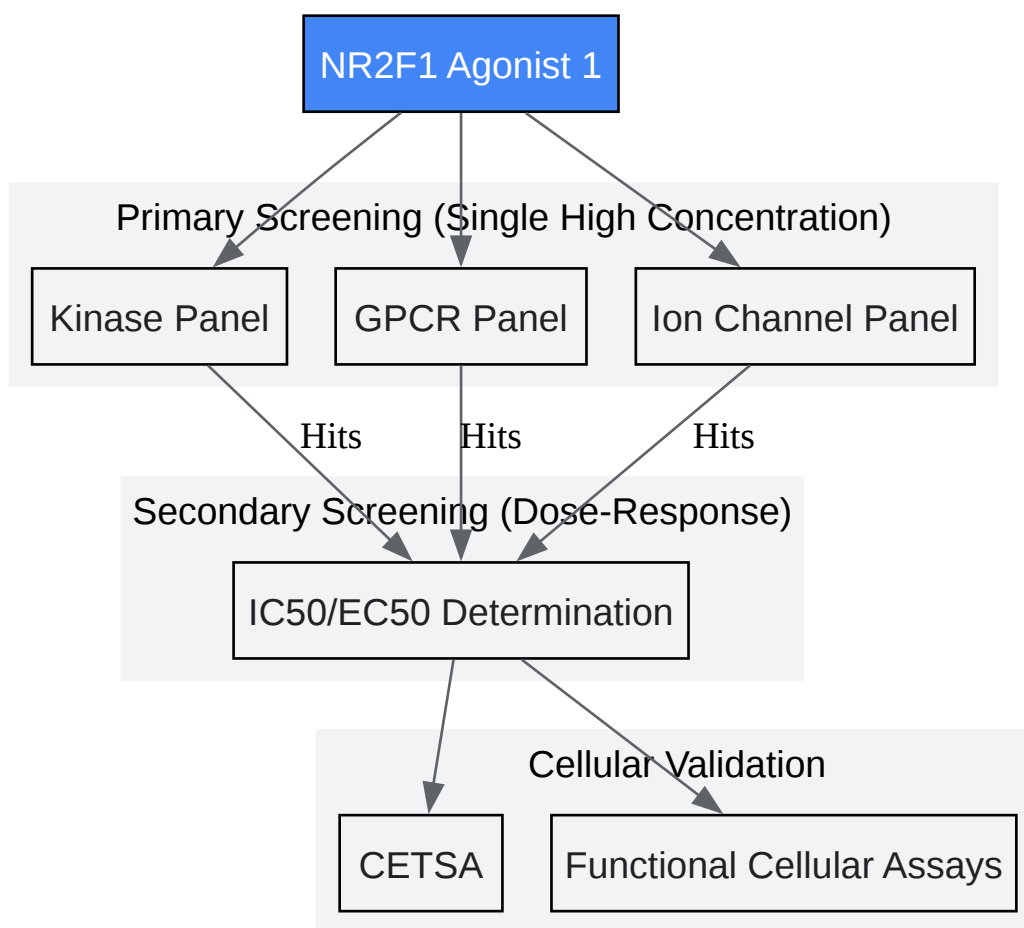 NR2F1 Agonist 1
Primary Screening (Single High Concentration)
Kinase Panel
GPCR Panel
Ion Channel Panel
Hits
Hits
Hits
Secondary Screening (Dose-Response)
IC50/EC50 Determination
Cellular Validation
CETSA
Functional Cellular Assays